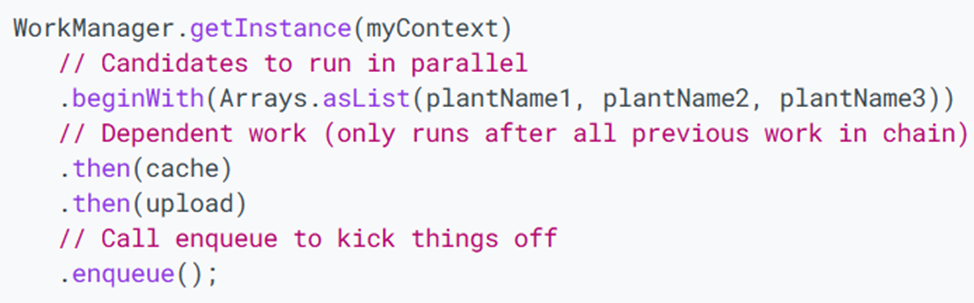 WorkManager.getInstance(myContext)
// Candidates to run in parallel
.beginWith(Arrays.asList(plantName1, plantName2, plantName3))
// Dependent work (only runs after all previous work in chain)
.then(cache)
.then(upload)
// Call enqueue to kick things off
.enqueue();